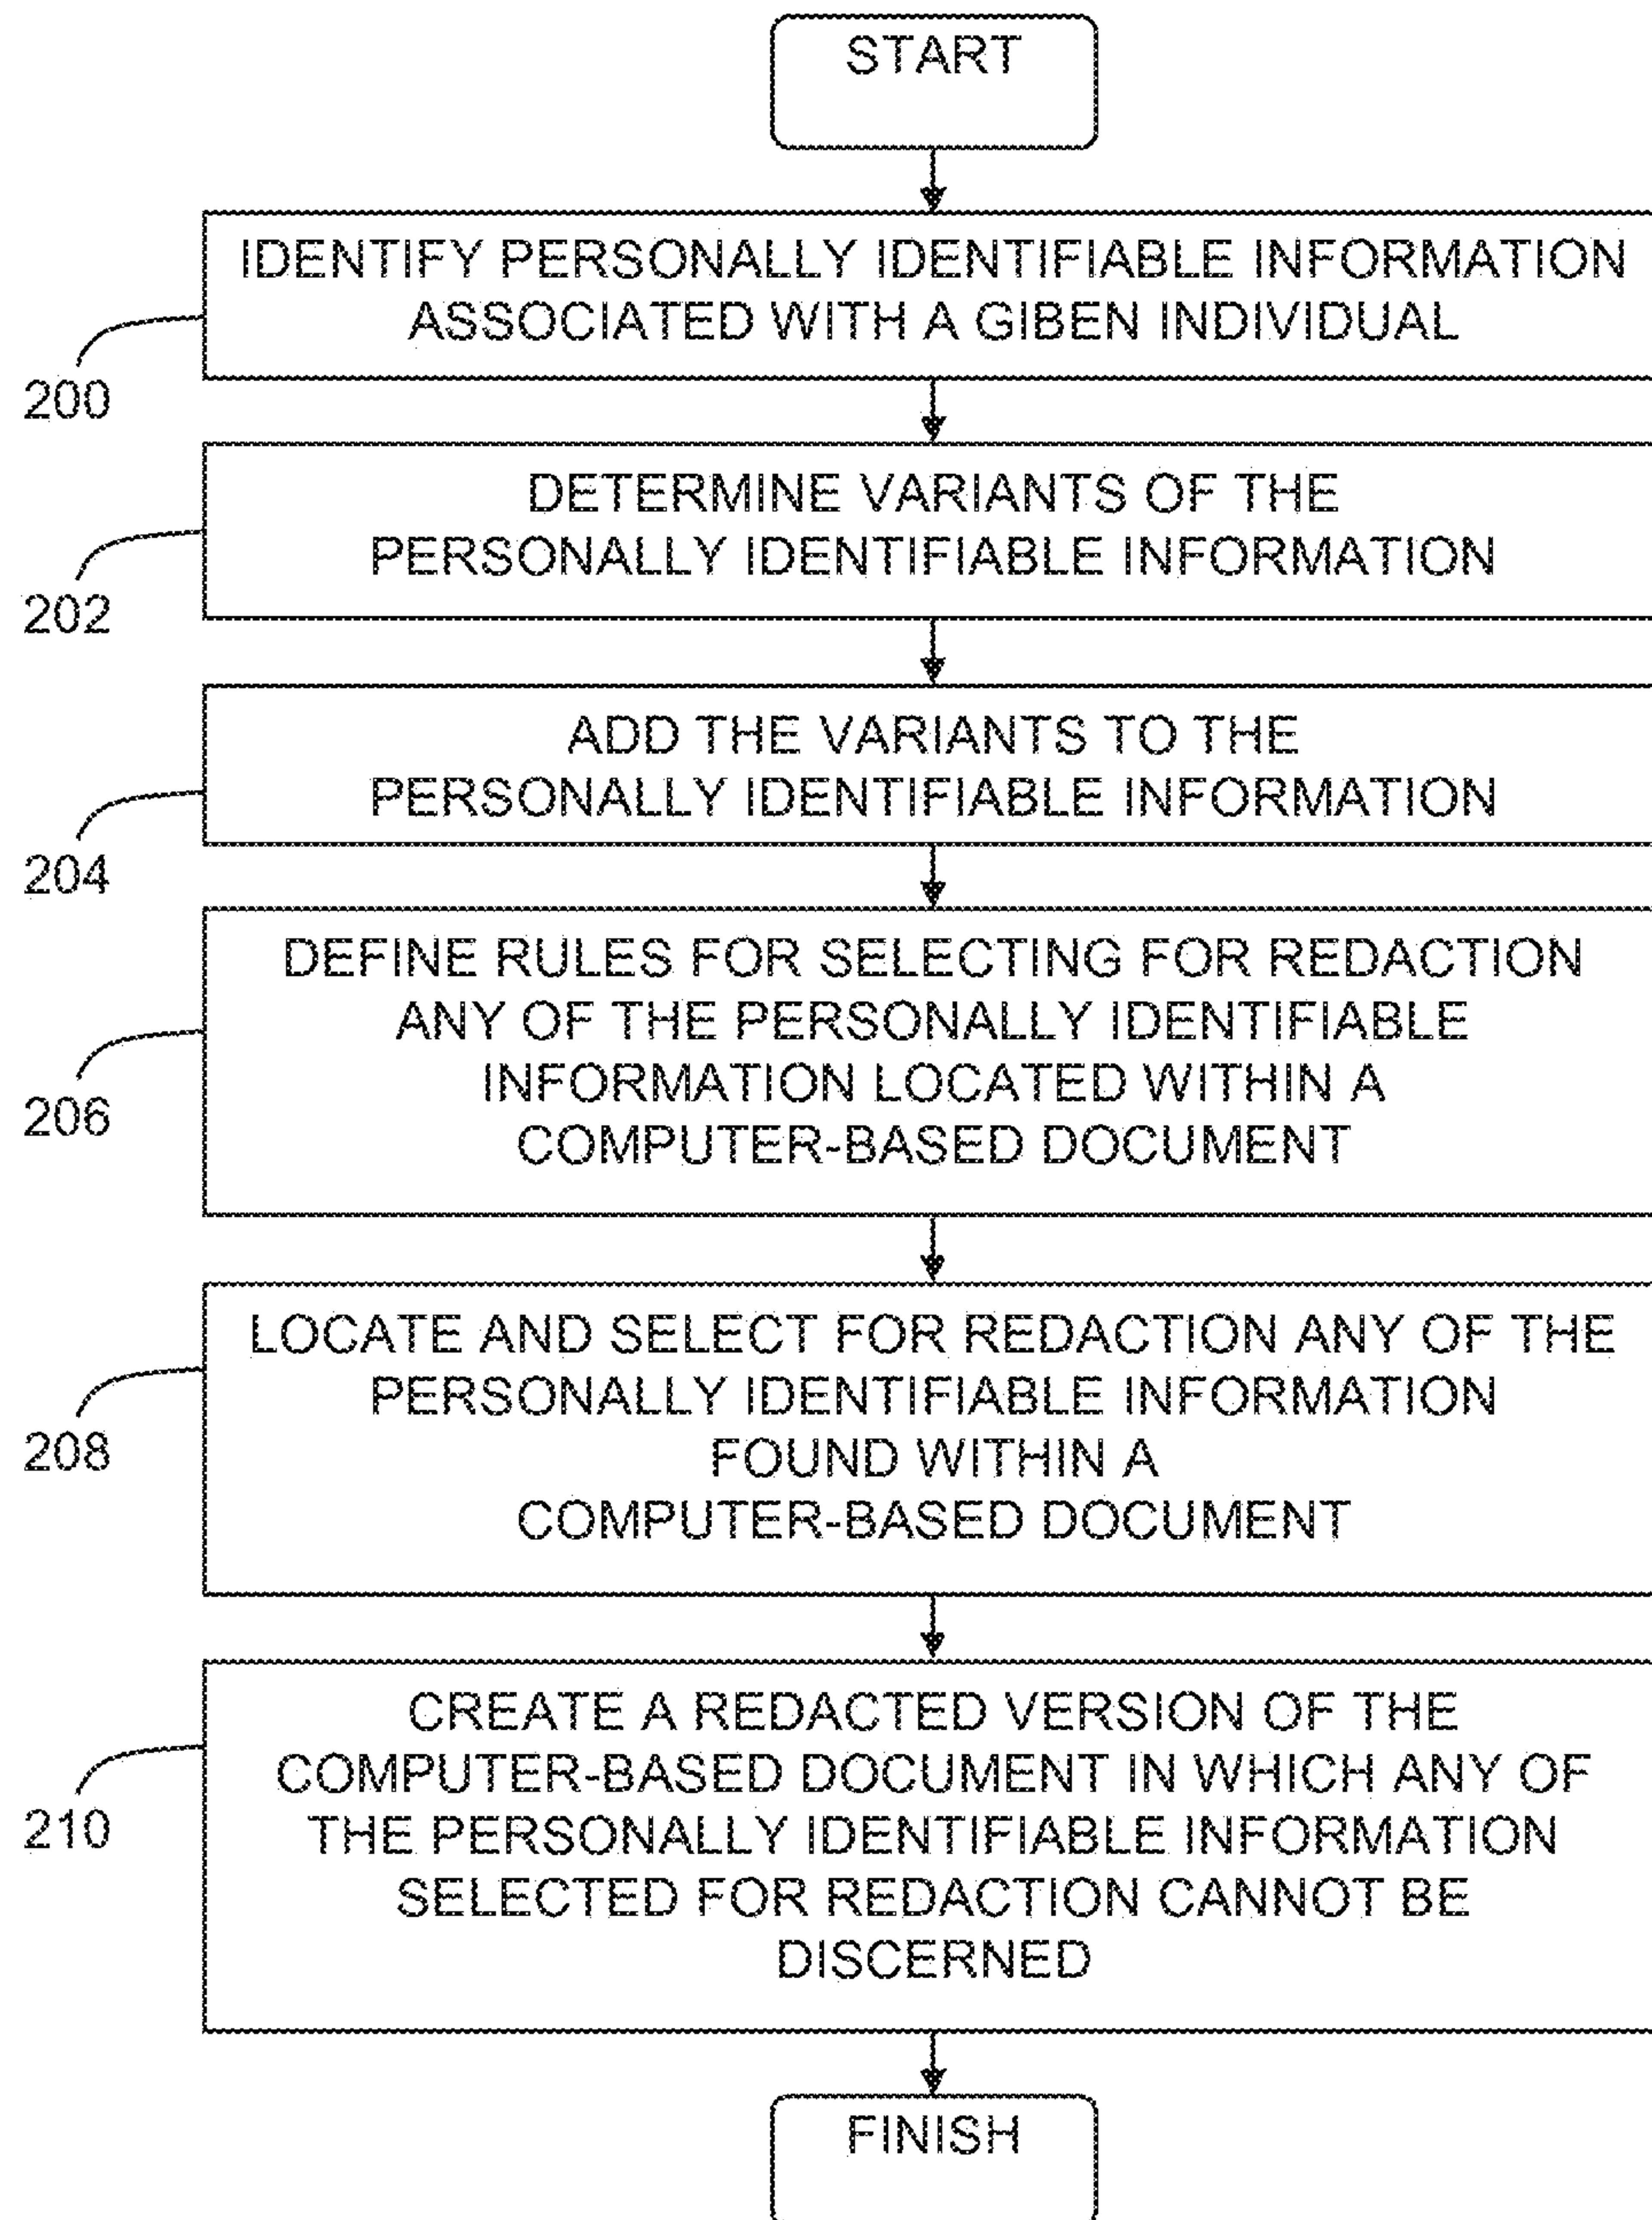 START
IDENTIFY PERSONALLY IDENTIFIABLE INFORMATION
ASSOCIATED WITH A GIBEN INDIVIDUAL
200
DETERMINE VARIANTS OF THE
PERSONALLY IDENTIFIABLE INFORMATION
202
ADD THE VARIANTS TO THE
PERSONALLY IDENTIFIABLE INFORMATION
204
DEFINE RULES FOR SELECTING FOR REDACTION
ANY OF THE PERSONALLY IDENTIFIABLE
INFORMATION LOCATED WITHIN A
COMPUTER-BASED DOCUMENT
206
LOCATE AND SELECT FOR REDACTION ANY OF THE
PERSONALLY IDENTIFIABLE INFORMATION
FOUND WITHIN A
COMPUTER-BASED DOCUMENT
208
CREATE A REDACTED VERSION OF THE
COMPUTER-BASED DOCUMENT IN WHICH ANY OF
THE PERSONALLY IDENTIFIABLE INFORMATION
SELECTED FOR REDACTION CANNOT BE
DISCERNED
210
FINISH